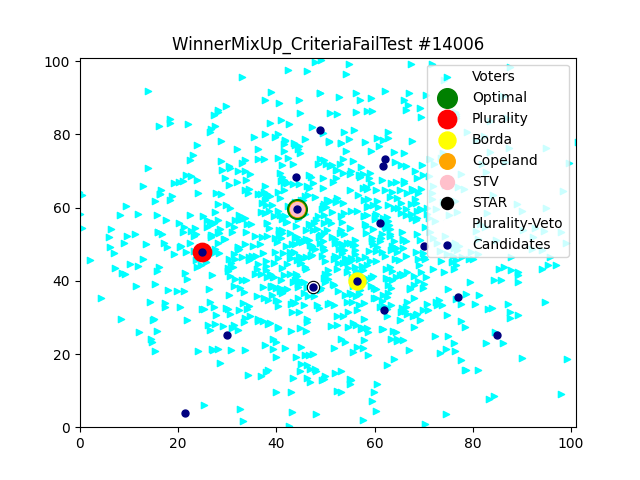 WinnerMixUp_CriteriaFailTest #14006
100
80
60
40
20
0
0 20 40 60 80 100
Voters
Optimal
Plurality
Borda
Copeland
STV
STAR
Plurality-Veto
Candidates